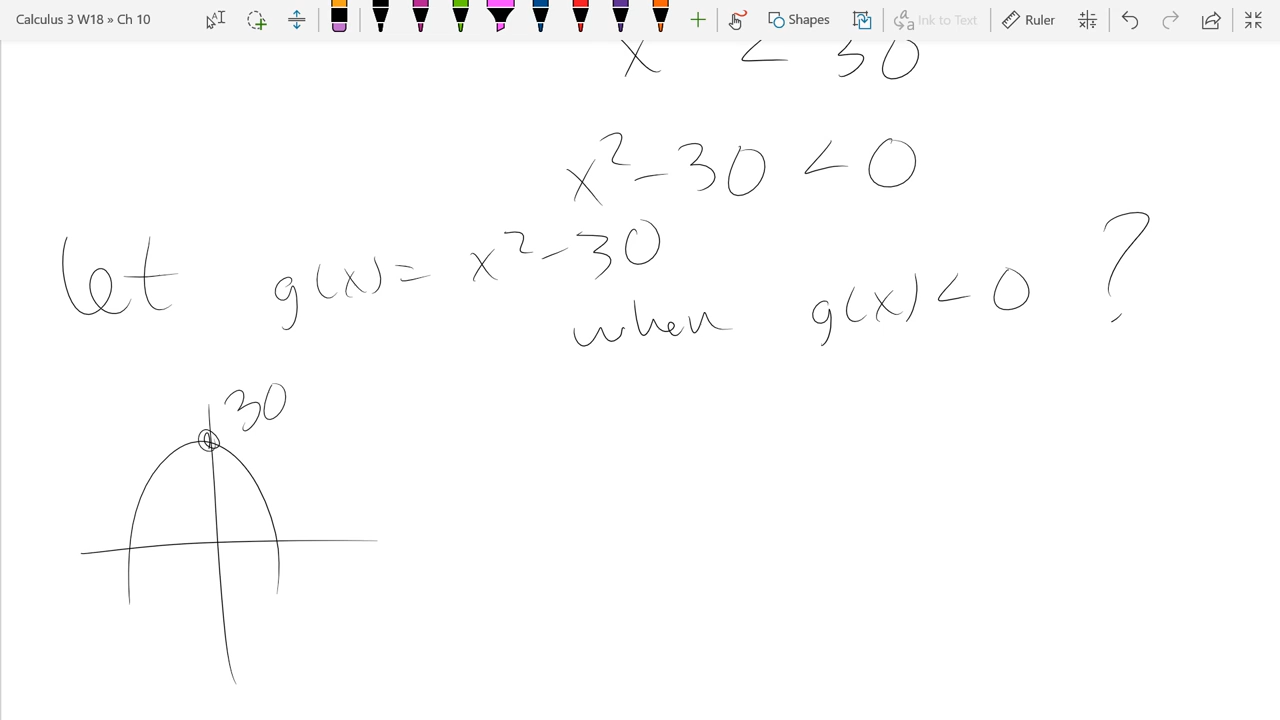 Calculus 3 W18 » Ch 10
Shapes
Ink to Text
Ruler
x < 30
x² - 30 < 0
let g(x) = x² - 30
when g(x) < 0 ?
30